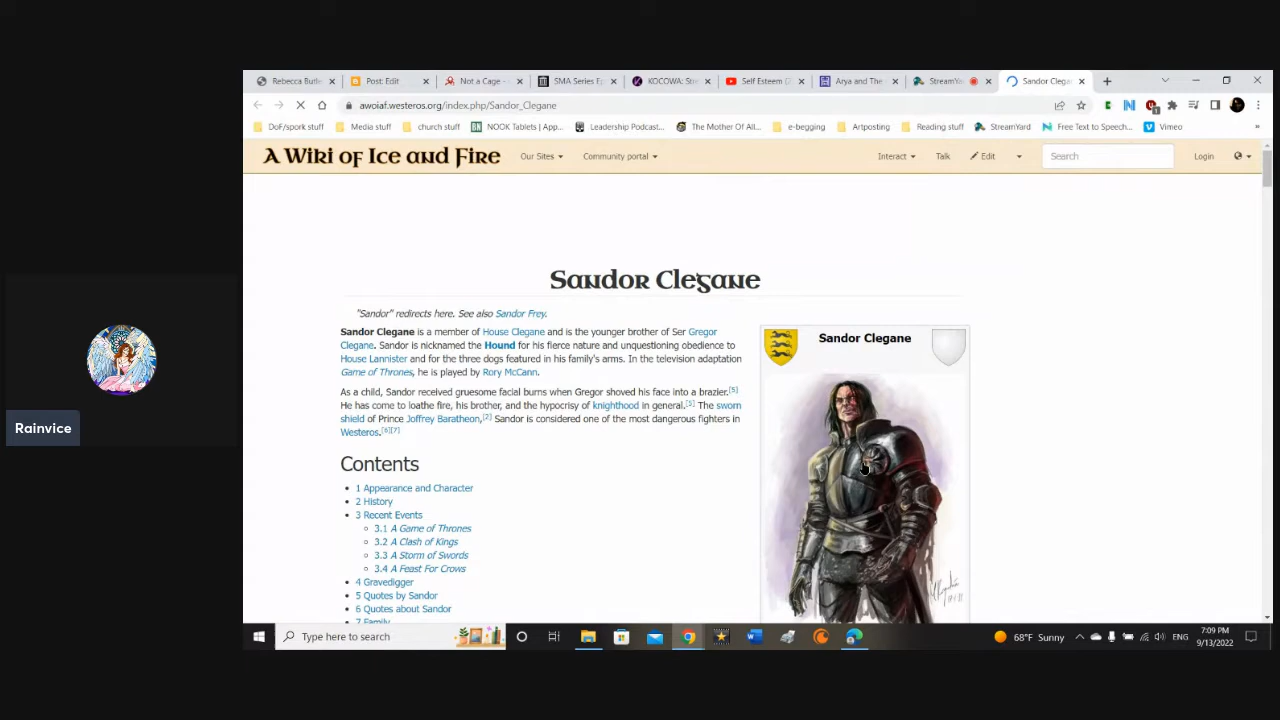 Rebecca Butle
Post: Edit
Not a Cage -
SMA Series Ep
KOCOWA: Stre
Self Esteem (
Arya and The
StreamYa
Sandor Clegan
awoiaf.westeros.org/index.php/Sandor_Clegane
DoF/spork stuff
Media stuff
church stuff
NOOK Tablets | App...
Leadership Podcast...
The Mother Of All...
e-begging
Artposting
Reading stuff
StreamYard
Free Text to Speech...
Vimeo
»
A Wiki of Ice and Fire
Our Sites
Community portal
Interact
Talk
Edit
Search
Login
Sandor Clegane
"Sandor" redirects here. See also Sandor Frey.
Sandor Clegane is a member of House Clegane and is the younger brother of Ser Gregor
Clegane. Sandor is nicknamed the Hound for his fierce nature and unquestioning obedience to
House Lannister and for the three dogs featured in his family's arms. In the television adaptation
Game of Thrones, he is played by Rory McCann.
As a child, Sandor received gruesome facial burns when Gregor shoved his face into a brazier.[5]
He has come to loathe fire, his brother, and the hypocrisy of knighthood in general.[5] The sworn
shield of Prince Joffrey Baratheon,[2] Sandor is considered one of the most dangerous fighters in
Westeros.[6][7]
Sandor Clegane
Contents
1 Appearance and Character
2 History
3 Recent Events
3.1 A Game of Thrones
3.2 A Clash of Kings
3.3 A Storm of Swords
3.4 A Feast For Crows
4 Gravedigger
5 Quotes by Sandor
6 Quotes about Sandor
7 Family
Rainvice
Type here to search
68°F Sunny
ENG
7:09 PM
9/13/2022